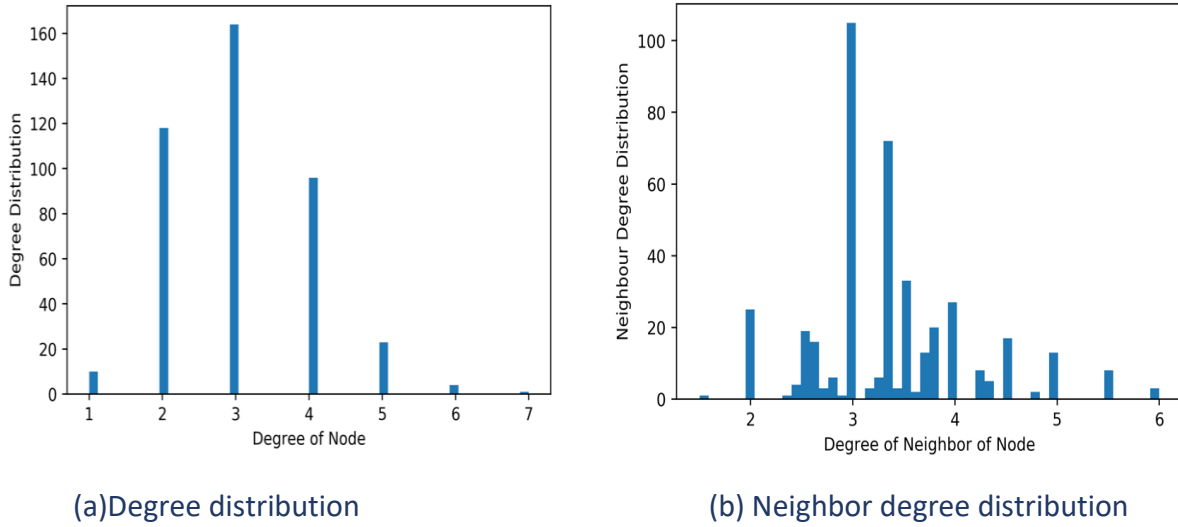 160
140
120
100
80
60
40
20
0
Degree Distribution
1 2 3 4 5 6 7
Degree of Node
(a)Degree distribution
100
80
60
40
20
0
Neighbour Degree Distribution
2 3 4 5 6
Degree of Neighbor of Node
(b) Neighbor degree distribution